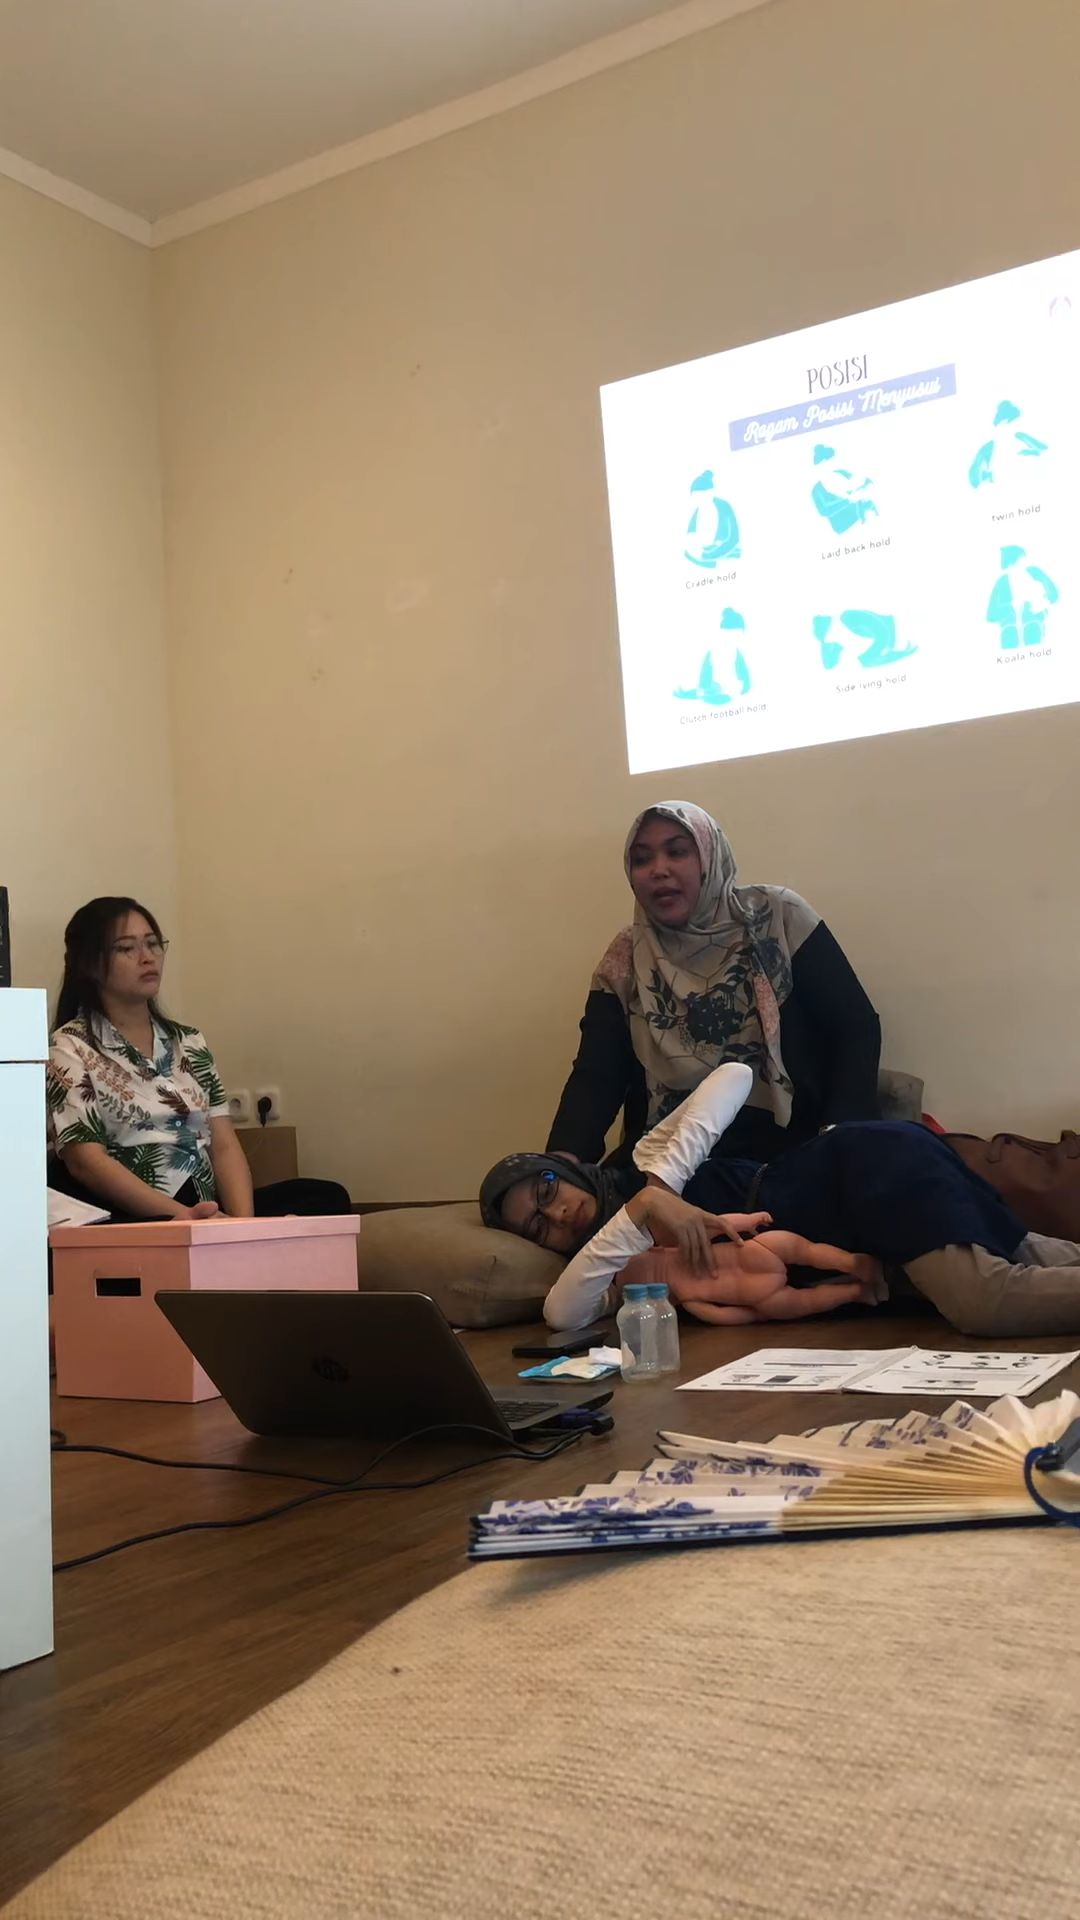 POSISI
Ragam Posisi Menyusui
Cradle hold
Laid back hold
twin hold
Clutch football hold
Side lying hold
Koala hold